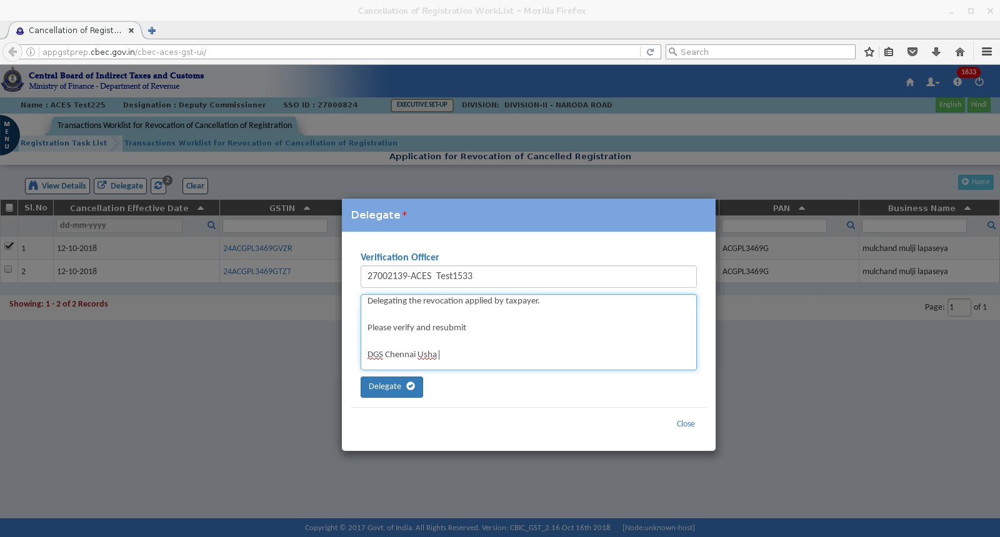 Cancellation of Registration WorkList - Mozilla Firefox
Cancellation of Regist...
appgstprep.cbec.gov.in/cbec-aces-gst-ui/
Search
Central Board of Indirect Taxes and Customs
Ministry of Finance - Department of Revenue
1633
Name : ACES Test225 Designation : Deputy Commissioner SSO ID : 27000824 EXECUTIVE SET-UP DIVISION: DIVISION-II - NARODA ROAD English Hindi
MENU
Transactions Worklist for Revocation of Cancellation of Registration
Registration Task List Transactions Worklist for Revocation of Cancellation of Registration
Application for Revocation of Cancelled Registration
View Details Delegate 2 Clear Home
Sl.No Cancellation Effective Date GSTIN PAN Business Name
dd-mm-yyyy
1 12-10-2018 24ACGPL3469GVZR ACGPL3469G mulchand mulji lapaseya
2 12-10-2018 24ACGPL3469GTZT ACGPL3469G mulchand mulji lapaseya
Showing: 1 - 2 of 2 Records
Page: 1 of 1
Delegate *
Verification Officer
27002139-ACES Test1533
Delegating the revocation applied by taxpayer.
Please verify and resubmit
DGS Chennai Usha
Delegate
Close
Copyright © 2017 Govt. of India. All Rights Reserved. Version: CBIC_GST_2.16 Oct 16th 2018 [Node:unknown-host]